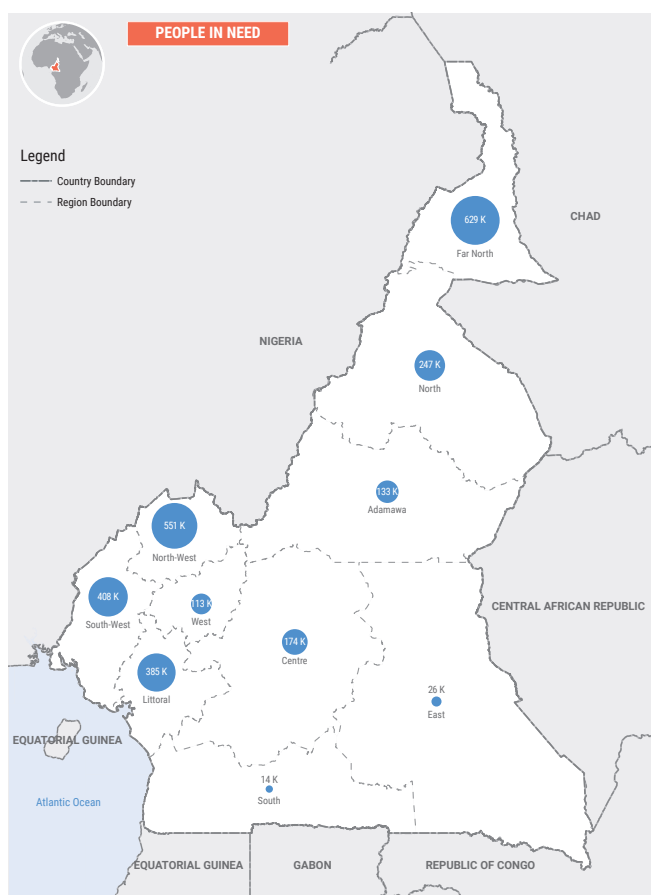 PEOPLE IN NEED
Legend
Country Boundary
Region Boundary
629 K
Far North
CHAD
NIGERIA
247 K
North
133 K
Adamawa
551 K
North-West
408 K
South-West
113 K
West
CENTRAL AFRICAN REPUBLIC
174 K
Centre
385 K
Littoral
26 K
East
EQUATORIAL GUINEA
14 K
South
Atlantic Ocean
EQUATORIAL GUINEA
GABON
REPUBLIC OF CONGO